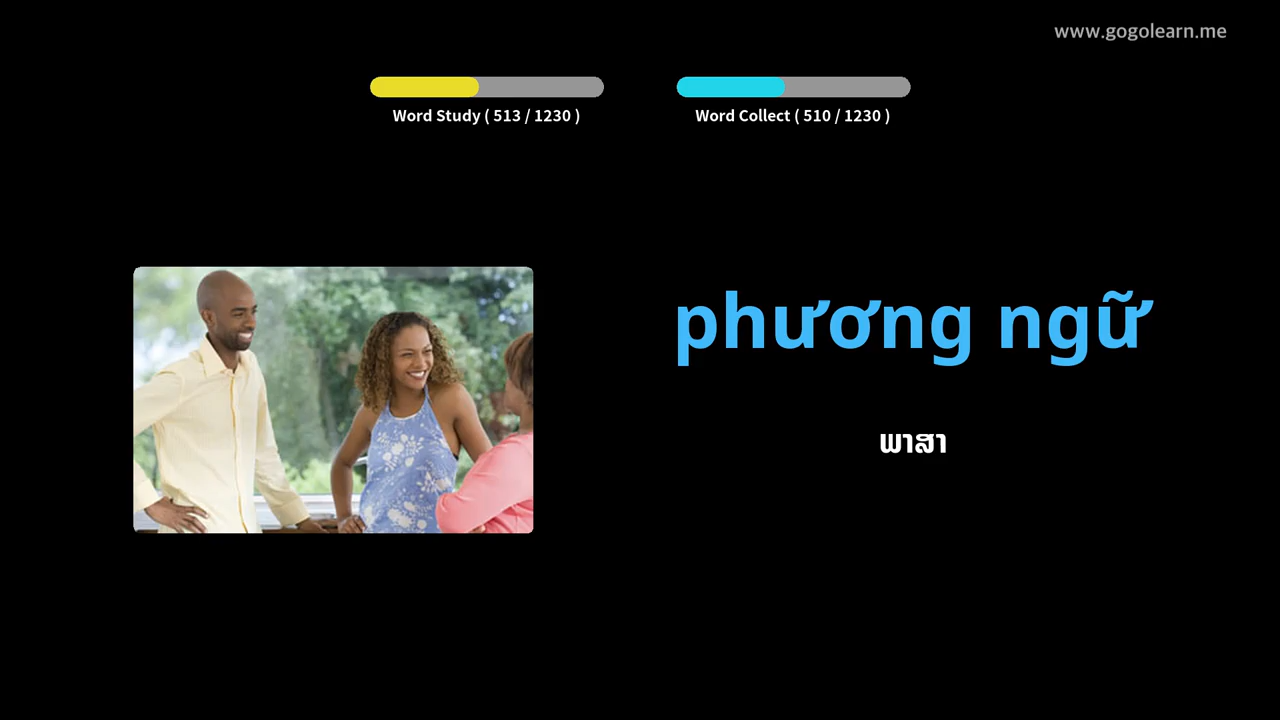 www.gogolearn.me
Word Study ( 513 / 1230 )
Word Collect ( 510 / 1230 )
phương ngữ
ພາສາ